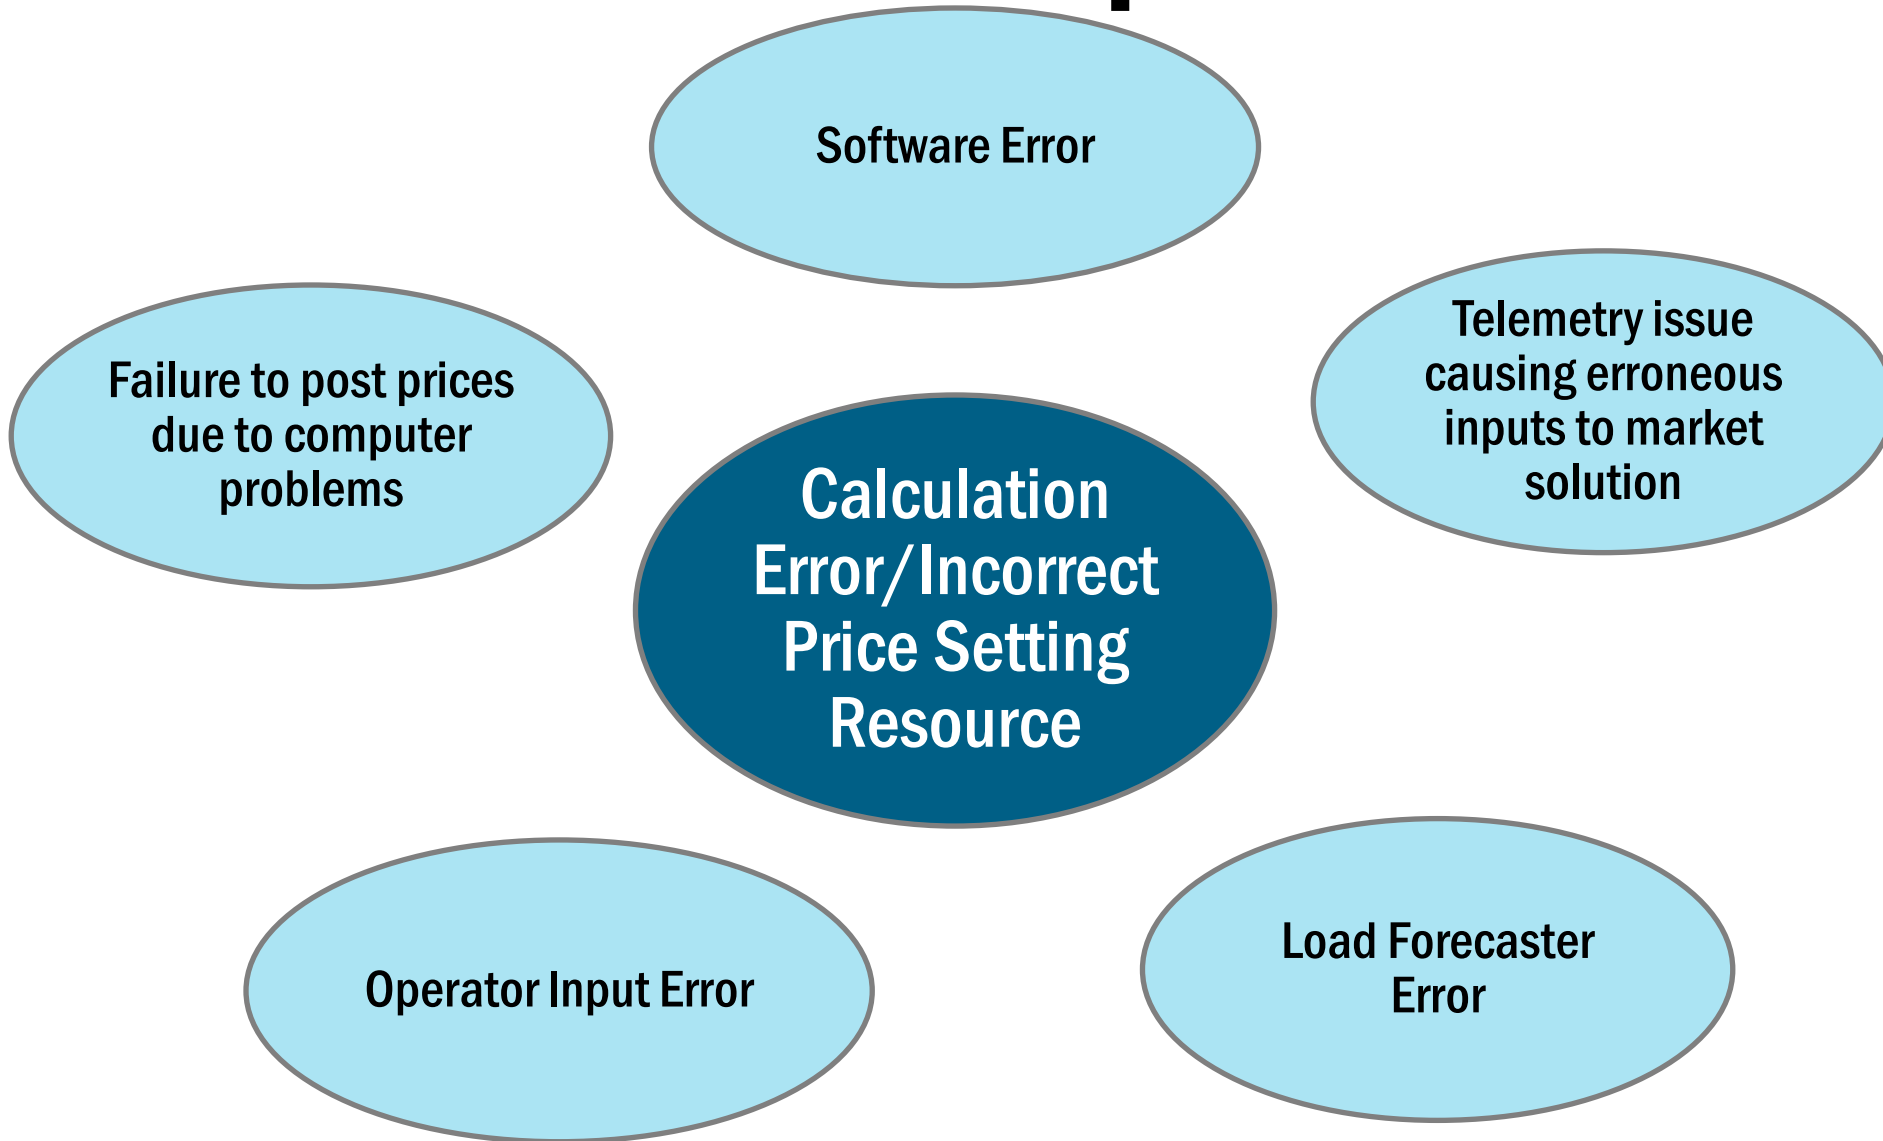 Software Error
Failure to post prices
due to computer
problems
Telemetry issue
causing erroneous
inputs to market
solution
Calculation
Error/Incorrect
Price Setting
Resource
Operator Input Error
Load Forecaster
Error